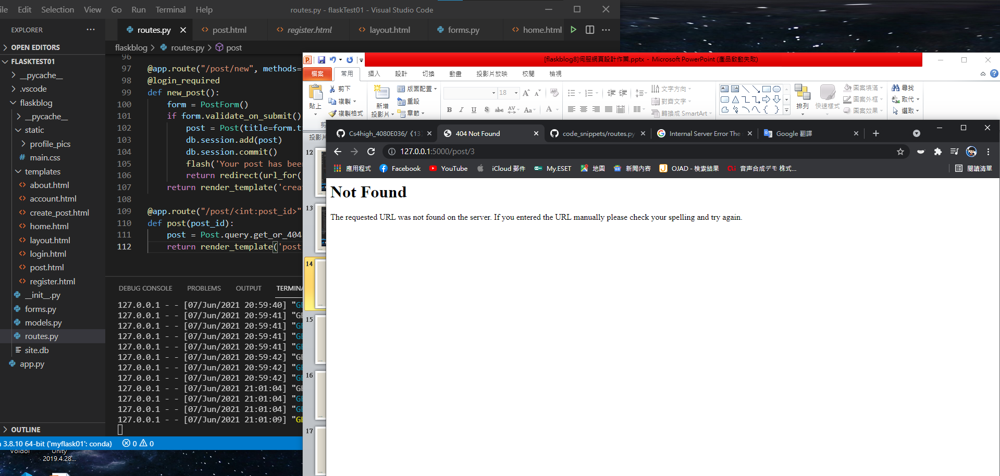 ile Edit Selection View Go Run Terminal Help routes.py - flaskTest01 - Visual Studio Code
EXPLORER
OPEN EDITORS
FLASKTEST01
__pycache__
.vscode
flaskblog
__pycache__
static
profile_pics
main.css
templates
about.html
account.html
create_post.html
home.html
layout.html
login.html
post.html
register.html
__init__.py
forms.py
models.py
routes.py
site.db
app.py
OUTLINE
routes.py post.html register.html layout.html forms.py home.html
flaskblog > routes.py > post
96
97 @app.route("/post/new", methods=
98 @login_required
99 def new_post():
100 form = PostForm()
101 if form.validate_on_submit()
102 post = Post(title=form.t
103 db.session.add(post)
104 db.session.commit()
105 flash('Your post has been
106 return redirect(url_for(
107 return render_template('creat
108
109 @app.route("/post/<int:post_id>"
110 def post(post_id):
111 post = Post.query.get_or_404
112 return render_template('post
DEBUG CONSOLE PROBLEMS OUTPUT TERMINA
127.0.0.1 - - [07/Jun/2021 20:59:40] "GE
127.0.0.1 - - [07/Jun/2021 20:59:41] "GE
127.0.0.1 - - [07/Jun/2021 20:59:41] "GE
127.0.0.1 - - [07/Jun/2021 20:59:41] "GE
127.0.0.1 - - [07/Jun/2021 20:59:41] "GE
127.0.0.1 - - [07/Jun/2021 20:59:42] "GE
127.0.0.1 - - [07/Jun/2021 20:59:42] "GE
127.0.0.1 - - [07/Jun/2021 20:59:42] "GE
127.0.0.1 - - [07/Jun/2021 21:01:04] "GE
127.0.0.1 - - [07/Jun/2021 21:01:04] "GE
127.0.0.1 - - [07/Jun/2021 21:01:04] "GE
127.0.0.1 - - [07/Jun/2021 21:01:09] "GE
n 3.8.10 64-bit ('myflask01': conda) 0 0
Voidol Unity
2019.4.28...
[flaskblog8]伺服網頁設計作業.pptx - Microsoft PowerPoint (產品啟動失敗)
檔案 常用 插入 設計 切換 動畫 投影片放映 校閱 檢視
貼上 剪下 複製 複製格式
新增 投影片 版面配置 重設 章節
18
B I U S abc AV Aa A
文字方向 對齊文字 轉換成 SmartArt
排列 快速樣式 圖案填滿 圖案外框 圖案效果
尋找 取代 選取
剪
投影片
12
13
14
15
16
17
Cs4high_4080E036/《13 404 Not Found code_snippets/routes.py Internal Server Error The Google 翻譯
127.0.0.1:5000/post/3
應用程式 Facebook YouTube iCloud 郵件 My.ESET 地圖 新聞內容 OJAD - 検索結果 音声合成デモ 株式... 閱讀清單
Not Found
The requested URL was not found on the server. If you entered the URL manually please check your spelling and try again.